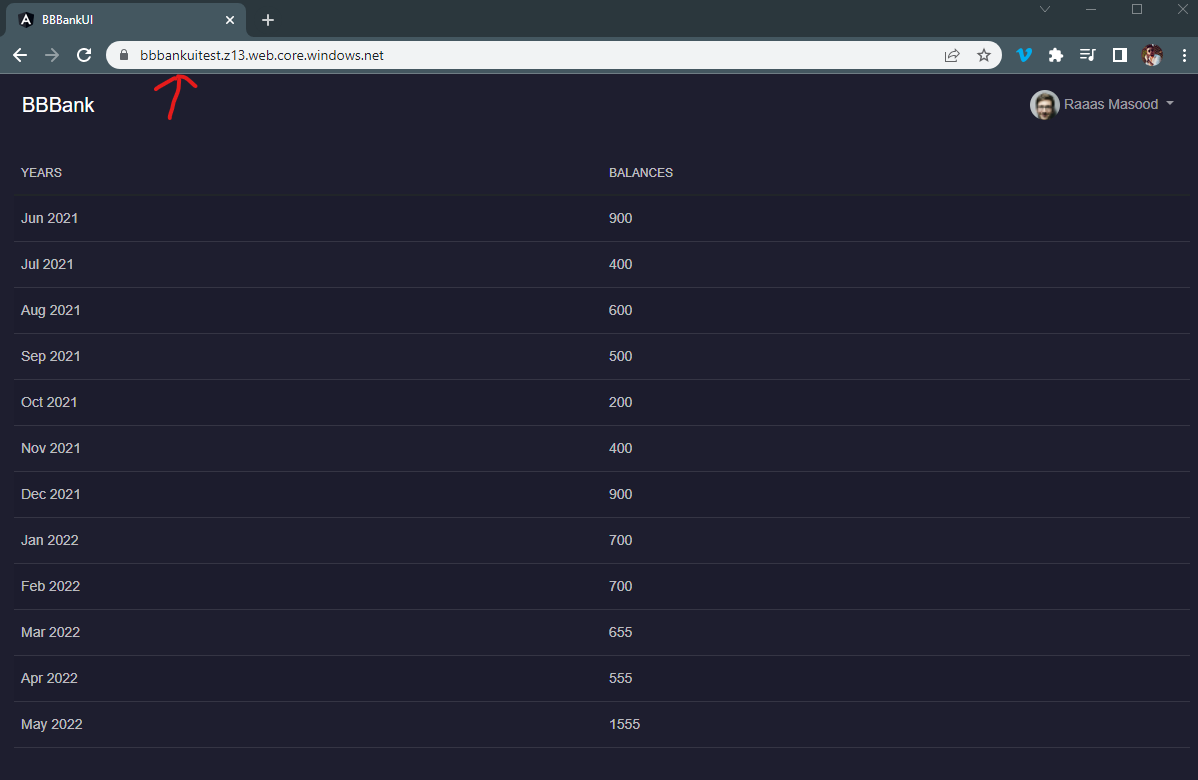 BBBankUI
bbbankuitest.z13.web.core.windows.net
BBBank
Raaas Masood
YEARS BALANCES
Jun 2021 900
Jul 2021 400
Aug 2021 600
Sep 2021 500
Oct 2021 200
Nov 2021 400
Dec 2021 900
Jan 2022 700
Feb 2022 700
Mar 2022 655
Apr 2022 555
May 2022 1555